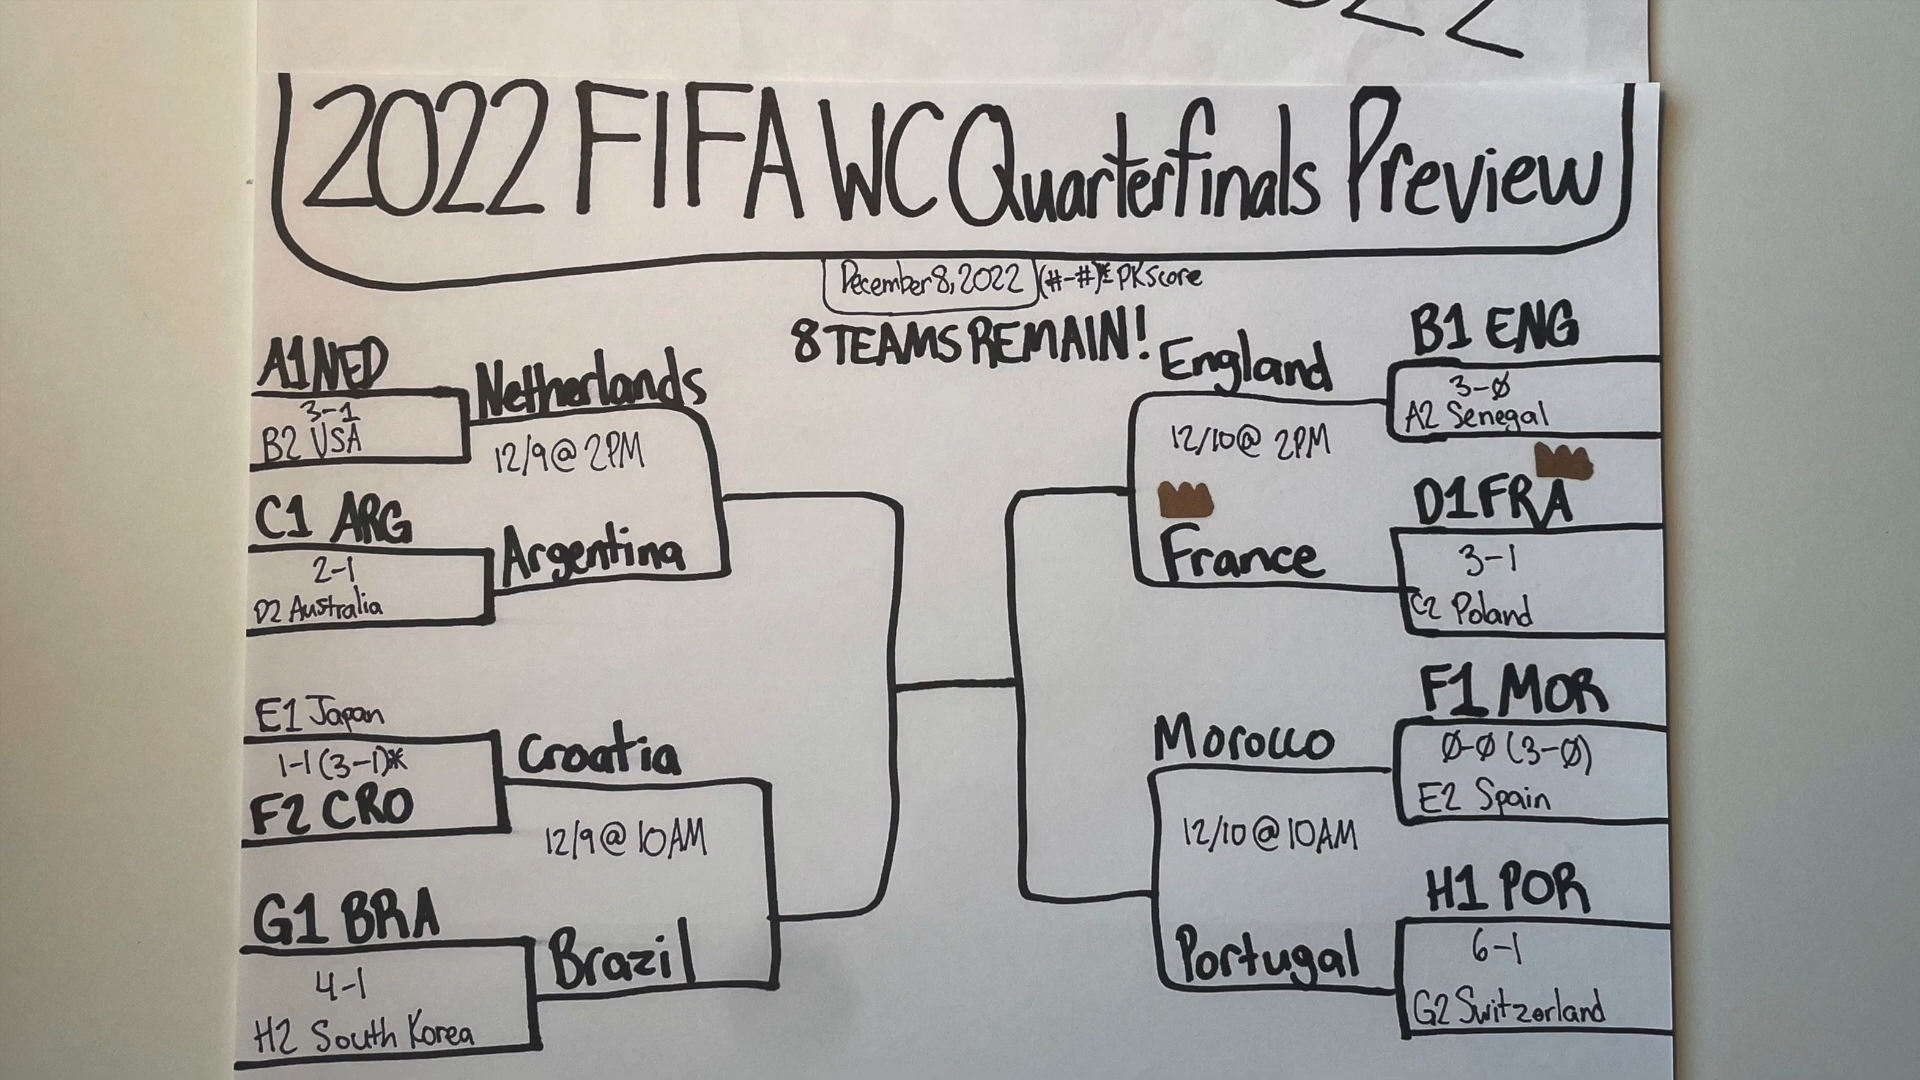 022
2022 FIFA WC Quarterfinals Preview
December 8, 2022 (#-#)*= PK Score
8 TEAMS REMAIN!
A1 NED
3-1
B2 USA
Netherlands
12/9 @ 2PM
C1 ARG
2-1
D2 Australia
Argentina
E1 Japan
1-1 (3-1)*
F2 CRO
Croatia
12/9 @ 10AM
G1 BRA
4-1
H2 South Korea
Brazil
England
12/10 @ 2PM
France
B1 ENG
3-0
A2 Senegal
D1 FRA
3-1
C2 Poland
Morocco
12/10 @ 10AM
Portugal
F1 MOR
0-0 (3-0)
E2 Spain
H1 POR
6-1
G2 Switzerland